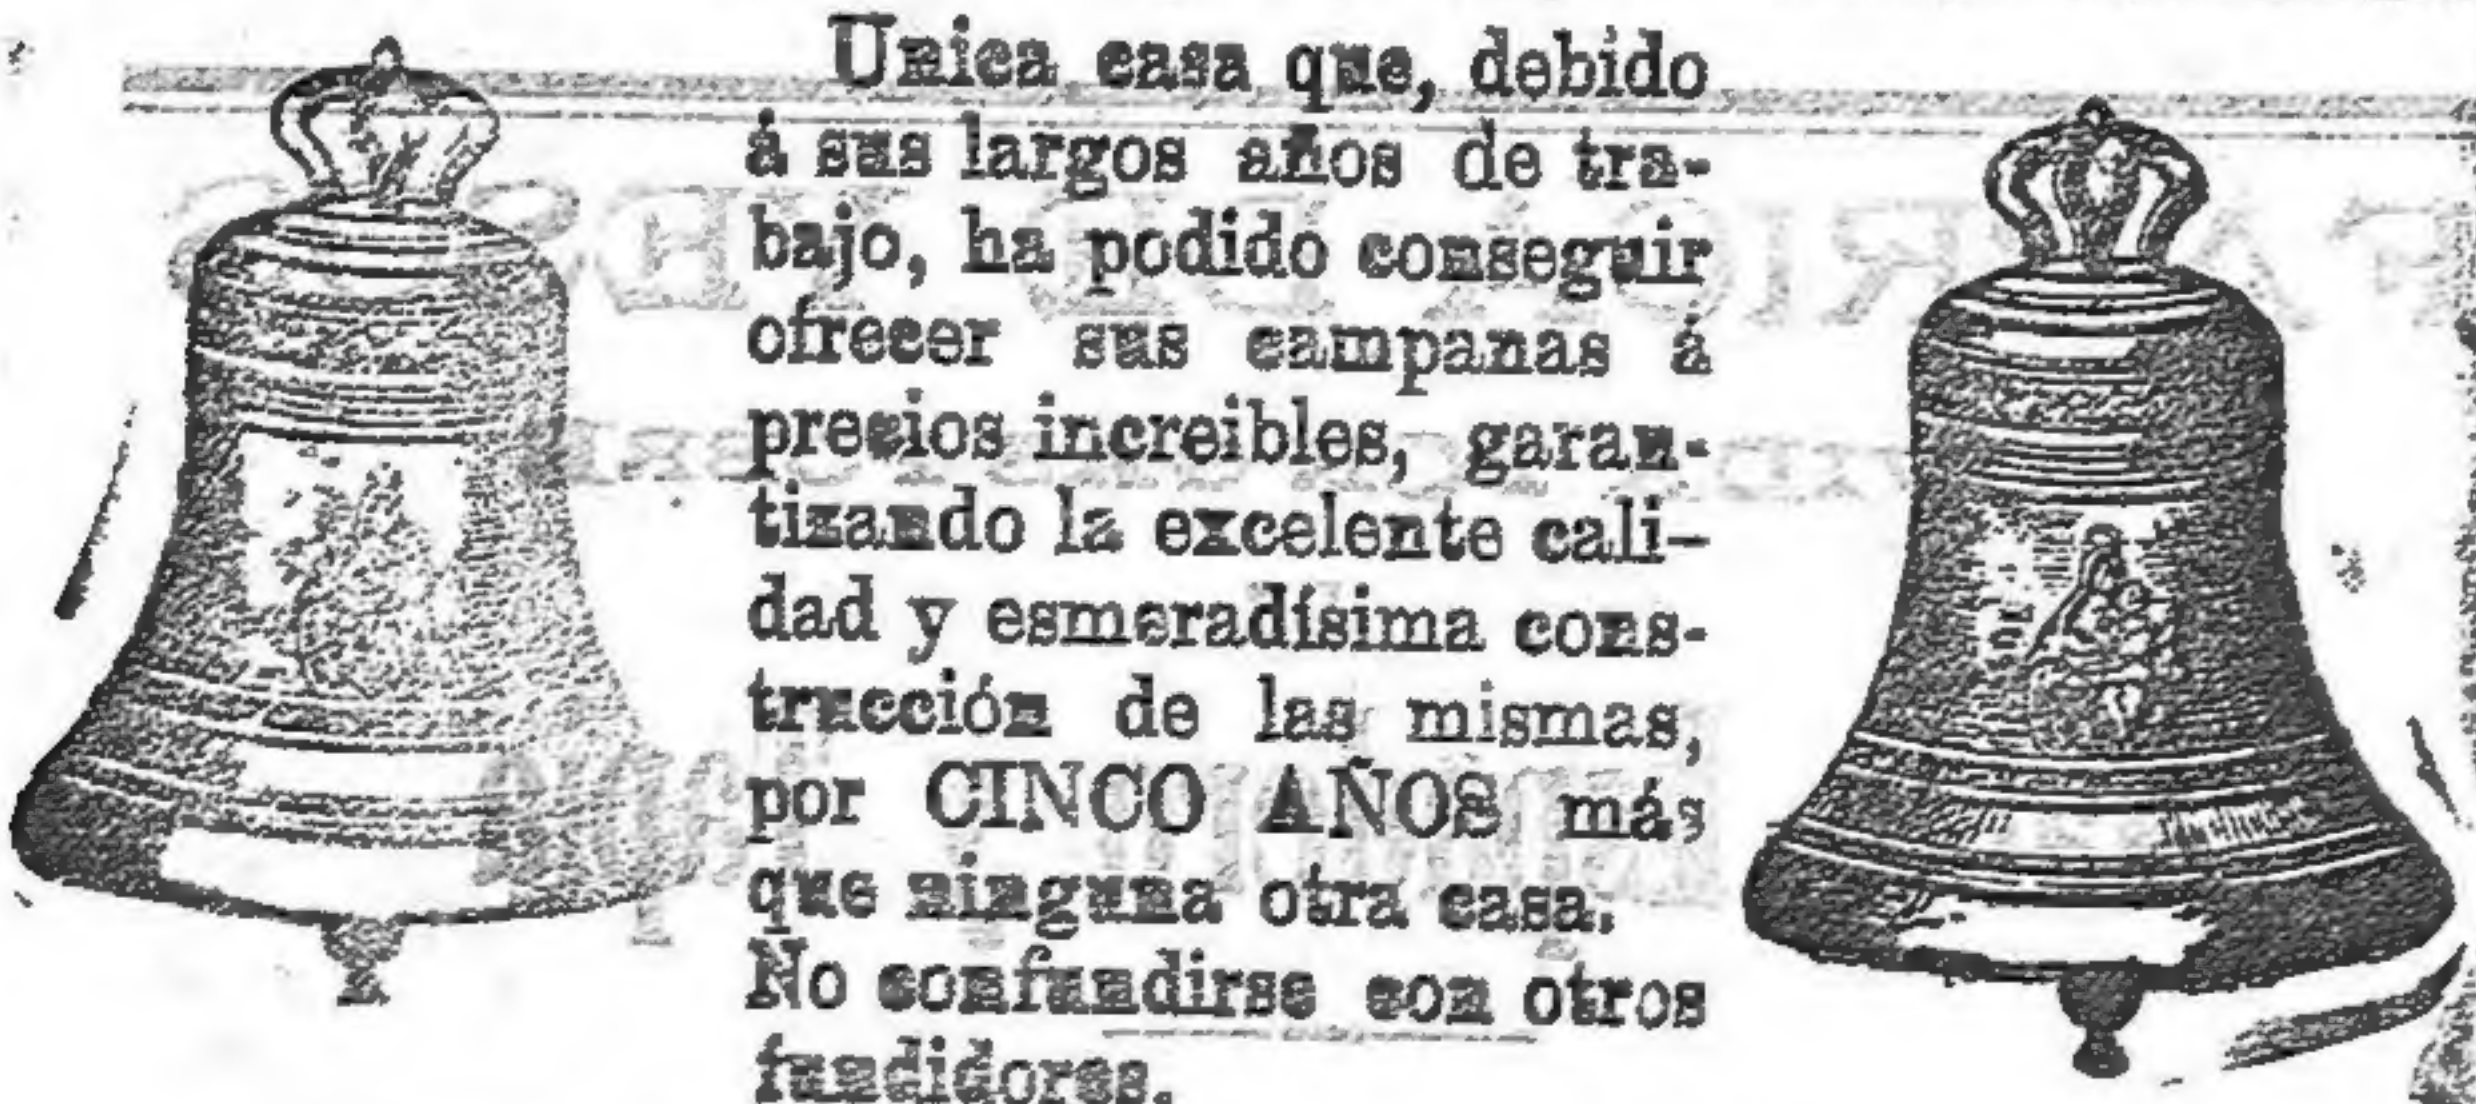 Unica casa que, debido
á sus largos años de tra-
bajo, ha podido conseguir
ofrecer sus campanas á
precios increibles, garan-
tizando la excelente cali-
dad y esmeradísima cons-
trucción de las mismas,
por CINCO AÑOS más
que ninguna otra casa.
No confundirse con otros
fundidores.